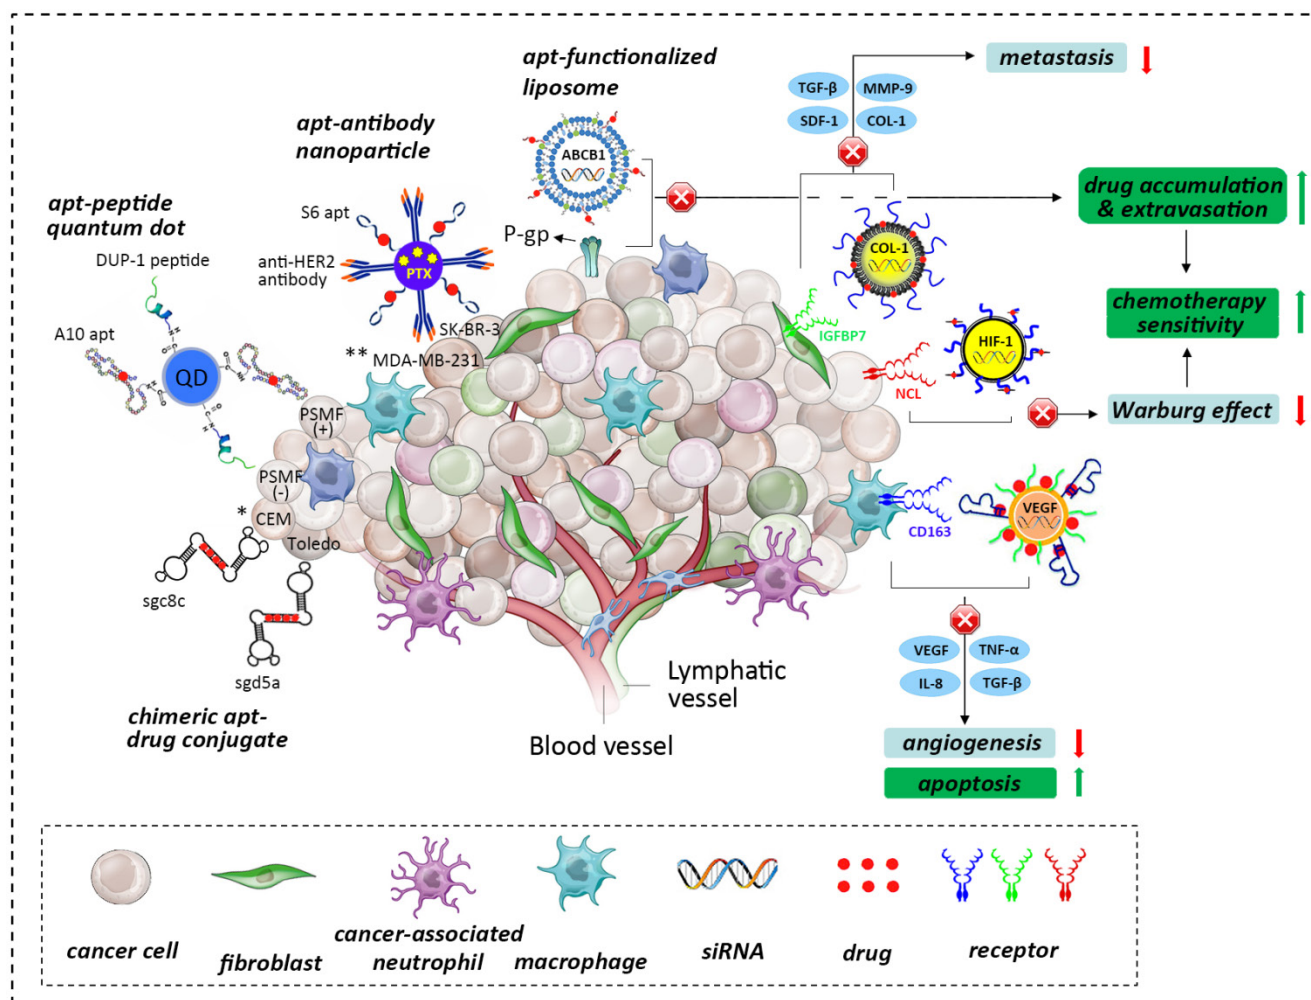 apt-functionalized
liposome
ABCB1
P-gp
metastasis
TGF-β
MMP-9
SDF-1
COL-1
apt-antibody
nanoparticle
S6 apt
anti-HER2
antibody
PTX
SK-BR-3
** MDA-MB-231
apt-peptide
quantum dot
DUP-1 peptide
A10 apt
QD
PSMF
(+)
PSMF
(-)
* CEM
Toledo
sgc8c
sgd5a
chimeric apt-
drug conjugate
drug accumulation
& extravasation
chemotherapy
sensitivity
Warburg effect
COL-1
IGFBP7
HIF-1
NCL
CD163
VEGF
VEGF
TNF-α
IL-8
TGF-β
angiogenesis
apoptosis
Lymphatic
vessel
Blood vessel
cancer cell
fibroblast
cancer-associated
neutrophil
macrophage
siRNA
drug
receptor